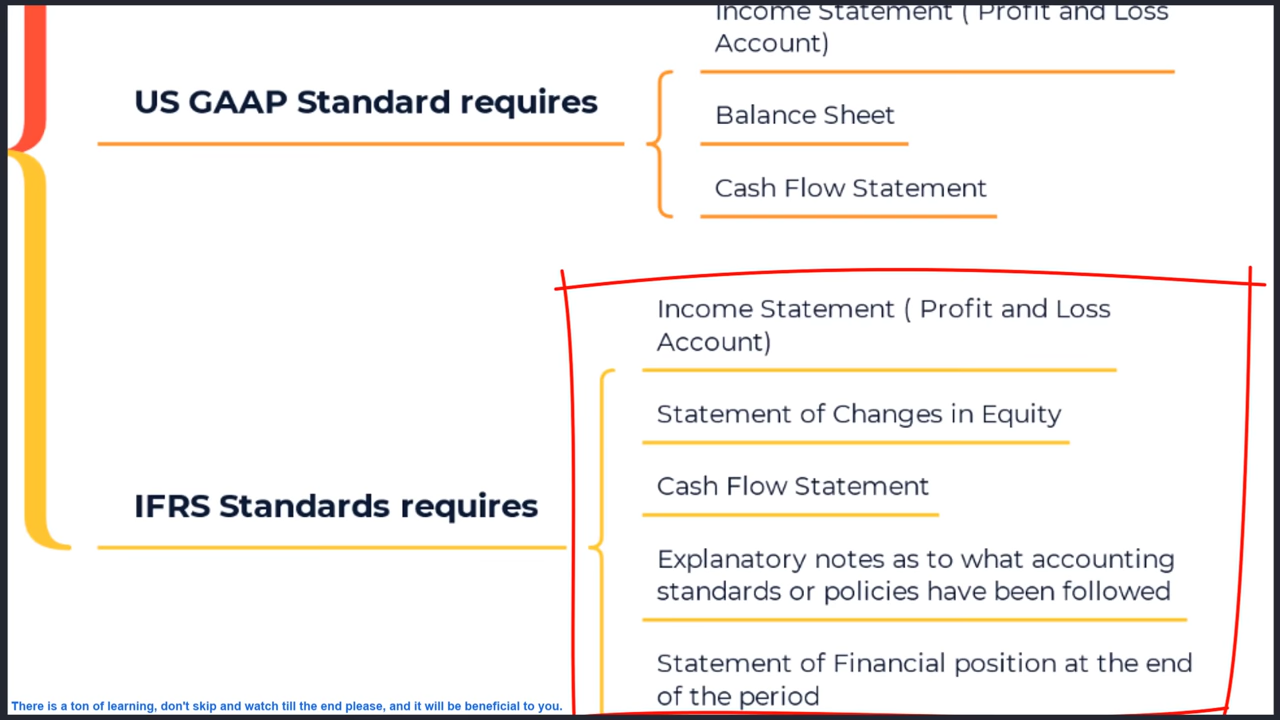 Income Statement ( Profit and Loss
Account)
US GAAP Standard requires
Balance Sheet
Cash Flow Statement
Income Statement ( Profit and Loss
Account)
Statement of Changes in Equity
Cash Flow Statement
IFRS Standards requires
Explanatory notes as to what accounting
standards or policies have been followed
Statement of Financial position at the end
of the period
There is a ton of learning, don't skip and watch till the end please, and it will be beneficial to you.